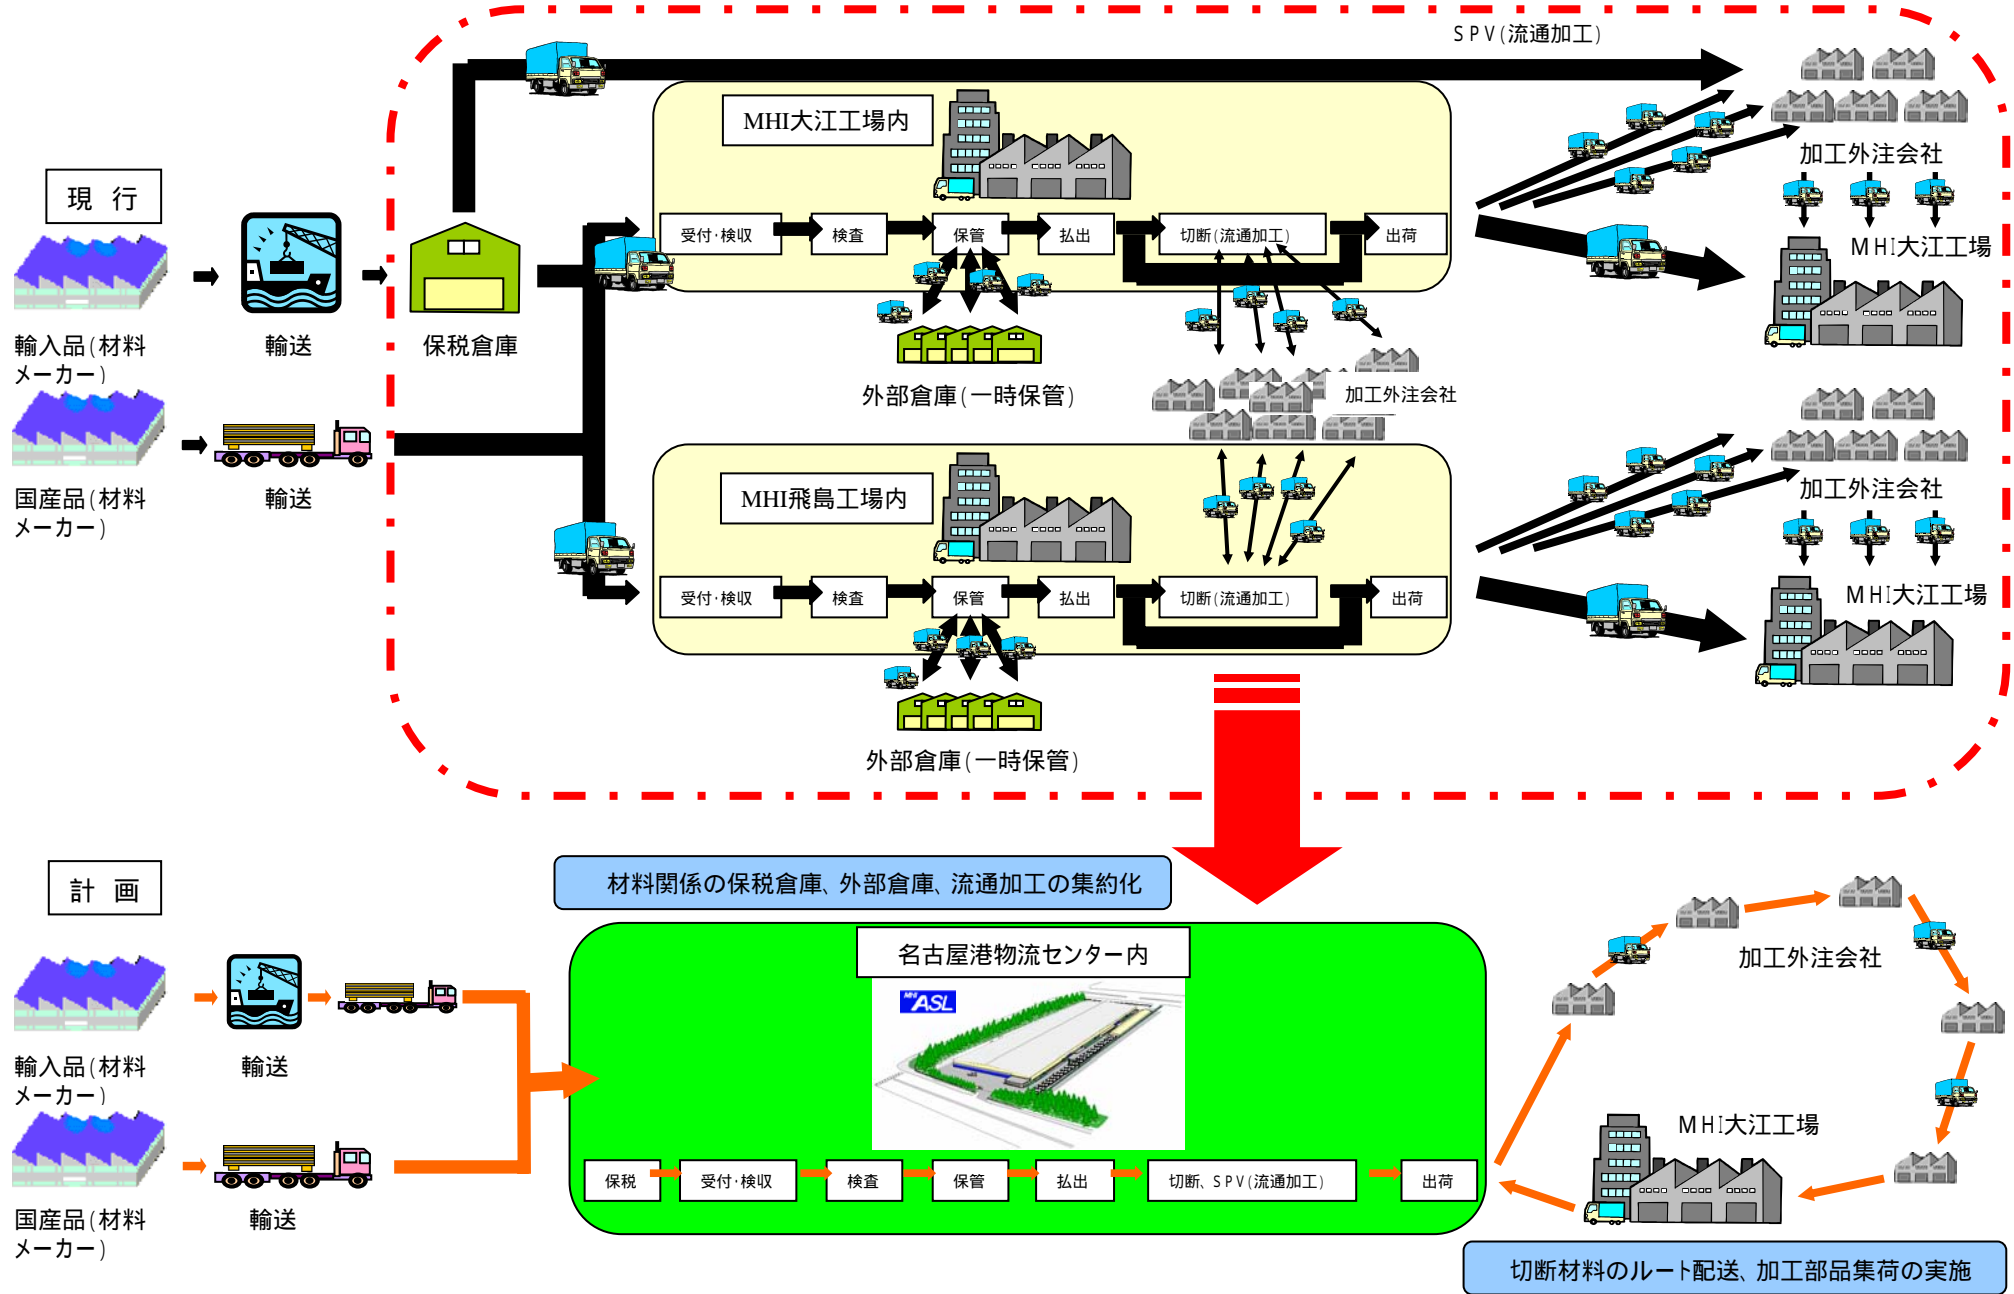 SPV(流通加工)
MHI大江工場内
現 行
加工外注会社
受付・検収
検査
保管
払出
切断(流通加工)
出荷
MHI大江工場
輸入品(材料
メーカー)
輸送
保税倉庫
外部倉庫(一時保管)
加工外注会社
国産品(材料
メーカー)
輸送
MHI飛島工場内
加工外注会社
受付・検収
検査
保管
払出
切断(流通加工)
出荷
MHI大江工場
外部倉庫(一時保管)
計 画
材料関係の保税倉庫、外部倉庫、流通加工の集約化
名古屋港物流センター内
MHI ASL
加工外注会社
輸入品(材料
メーカー)
輸送
MHI大江工場
保税
受付・検収
検査
保管
払出
切断、SPV(流通加工)
出荷
国産品(材料
メーカー)
輸送
切断材料のルート配送、加工部品集荷の実施